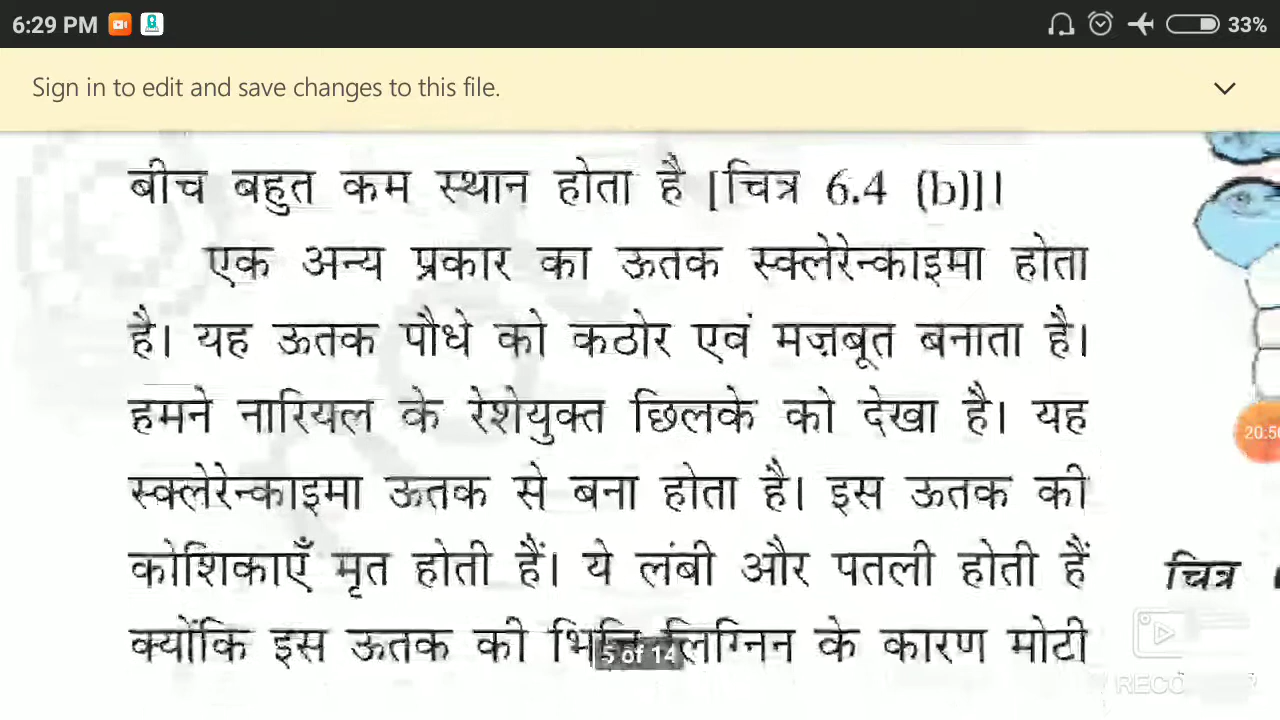 6:29 PM 33%
Sign in to edit and save changes to this file.
बीच बहुत कम स्थान होता है [चित्र 6.4 (b)]।
एक अन्य प्रकार का ऊतक स्क्लेरेन्काइमा होता
है। यह ऊतक पौधे को कठोर एवं मज़बूत बनाता है।
हमने नारियल के रेशेयुक्त छिलके को देखा है। यह
स्क्लेरेन्काइमा ऊतक से बना होता है। इस ऊतक की
कोशिकाएँ मृत होती हैं। ये लंबी और पतली होती हैं
चित्र
क्योंकि इस ऊतक की भित्ति लिग्निन के कारण मोटी
5 of 14